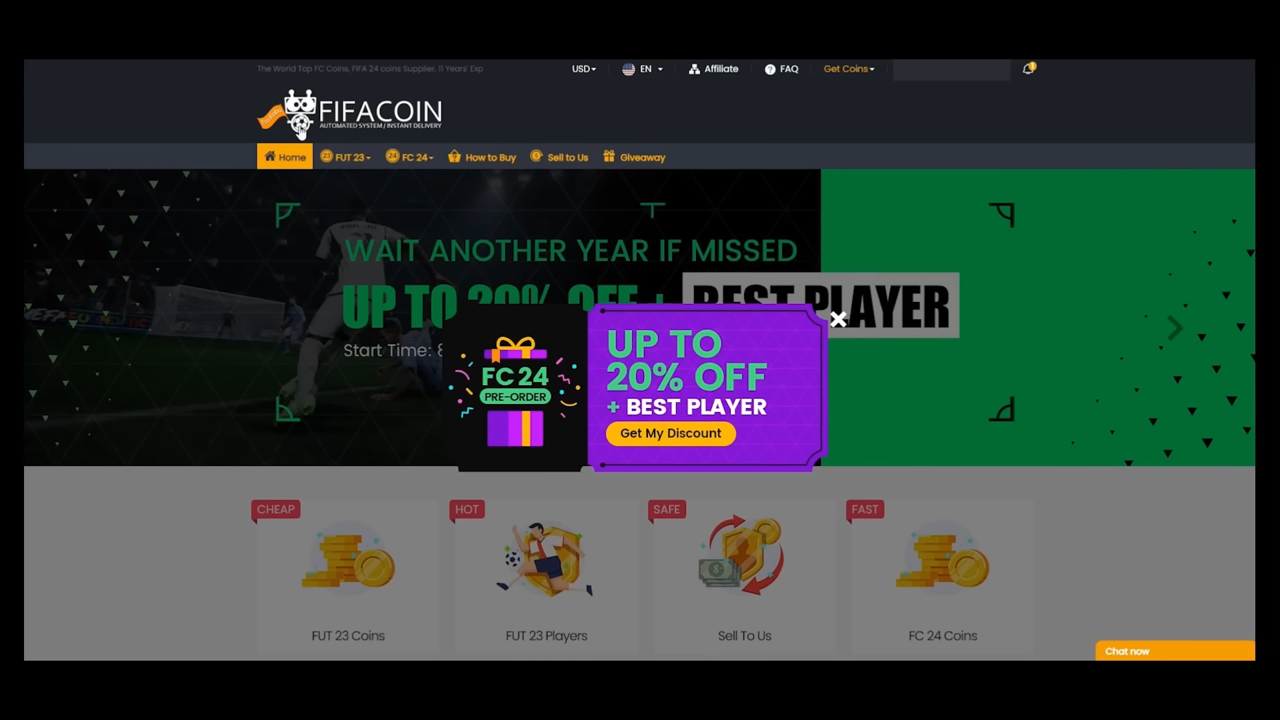 The World Top FC Coins, FIFA 24 coins Supplier, 11 Years' Exp
USD
EN
Affiliate
FAQ
Get Coins
FIFACOIN
AUTOMATED SYSTEM / INSTANT DELIVERY
Home
FUT 23
FC 24
How to Buy
Sell to Us
Giveaway
WAIT ANOTHER YEAR IF MISSED
UP TO 20% OFF + BEST PLAYER
Start Time:
FC 24
PRE-ORDER
UP TO
20% OFF
+ BEST PLAYER
Get My Discount
CHEAP
HOT
SAFE
FAST
FUT 23 Coins
FUT 23 Players
Sell To Us
FC 24 Coins
Chat now